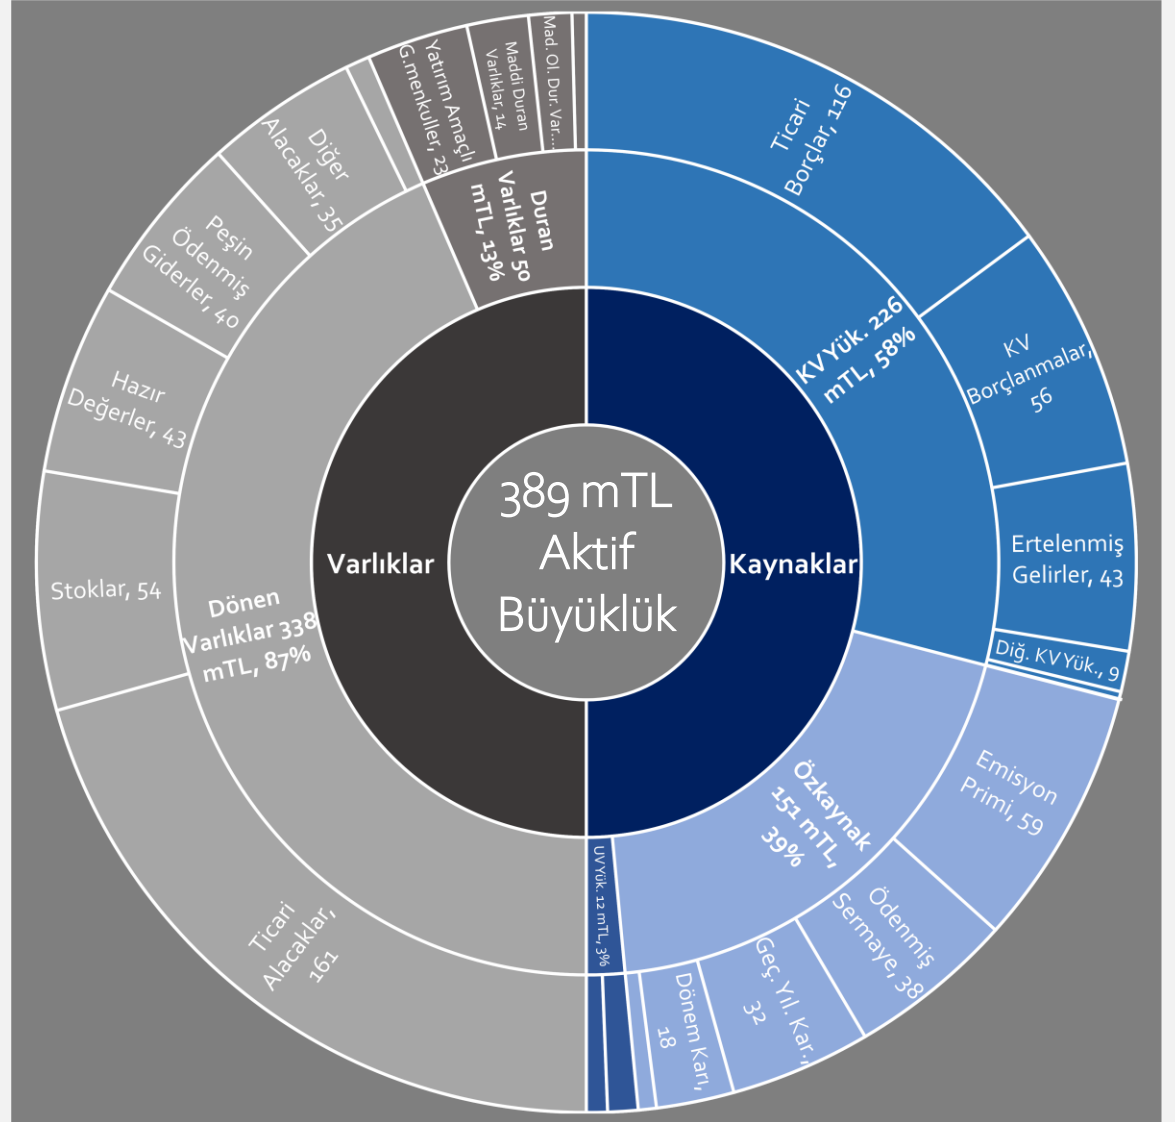 389 mTL
Aktif
Büyüklük
Varlıklar
Kaynaklar
Duran
Varlıklar 50
mTL, 13%
Dönen
Varlıklar 338
mTL, 87%
KV Yük. 226
mTL, 58%
Özkaynak
151 mTL,
39%
UV Yük. 12 mTL, 3%
Ticari
Borçlar, 116
KV
Borçlanmalar,
56
Ertelenmiş
Gelirler, 43
Diğ. KV Yük., 9
Emisyon
Primi, 59
Ödenmiş
Sermaye, 38
Geç. Yıl. Kar.,
32
Dönem Karı,
18
Ticari
Alacaklar,
161
Stoklar, 54
Hazır
Değerler, 43
Peşin
Ödenmiş
Giderler, 40
Diğer
Alacaklar, 35
Yatırım Amaçlı
G.menkuller, 23
Maddi Duran
Varlıklar, 14
Mad. Ol. Dur. Var....